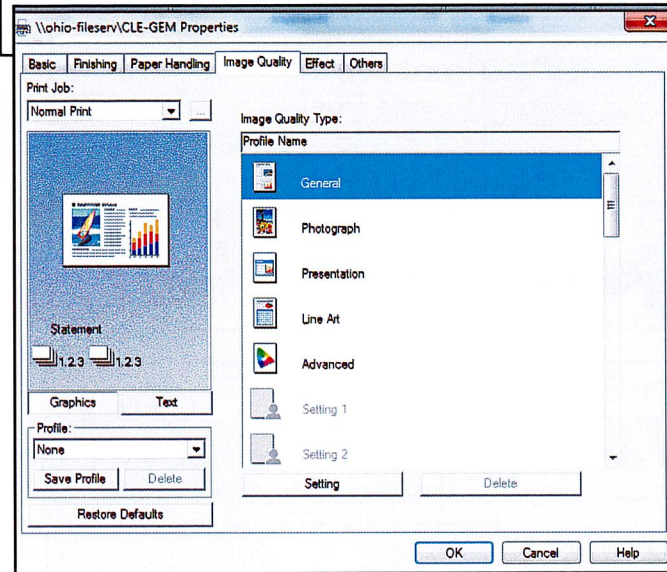 \\ohio-fileserv\CLE-GEM Properties
Basic Finishing Paper Handling Image Quality Effect Others
Print Job:
Normal Print ...
Statement
1.2.3 1.2.3
Graphics Text
Profile:
None
Save Profile Delete
Restore Defaults
Image Quality Type:
Profile Name
General
Photograph
Presentation
Line Art
Advanced
Setting 1
Setting 2
Setting Delete
OK Cancel Help